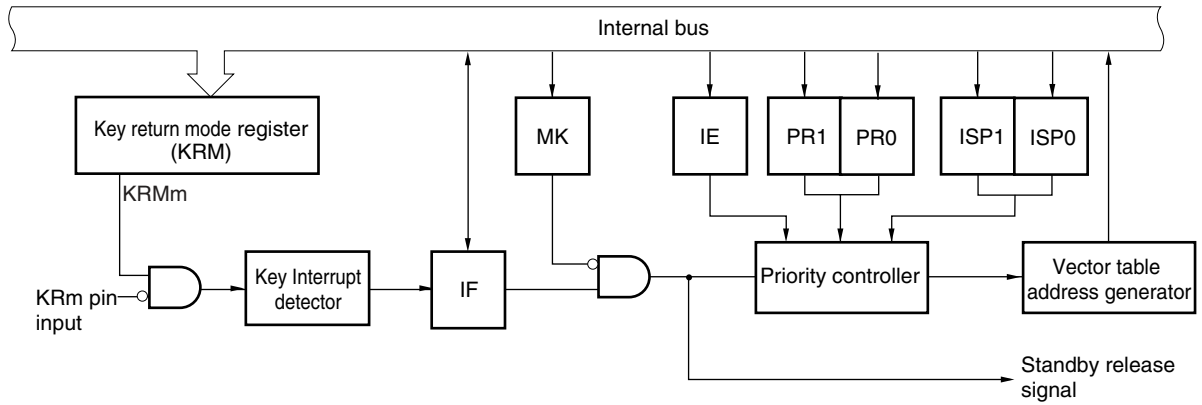 Internal bus
Key return mode register
(KRM)
MK
IE
PR1
PR0
ISP1
ISP0
KRMm
KRm pin
input
Key Interrupt
detector
IF
Priority controller
Vector table
address generator
Standby release
signal